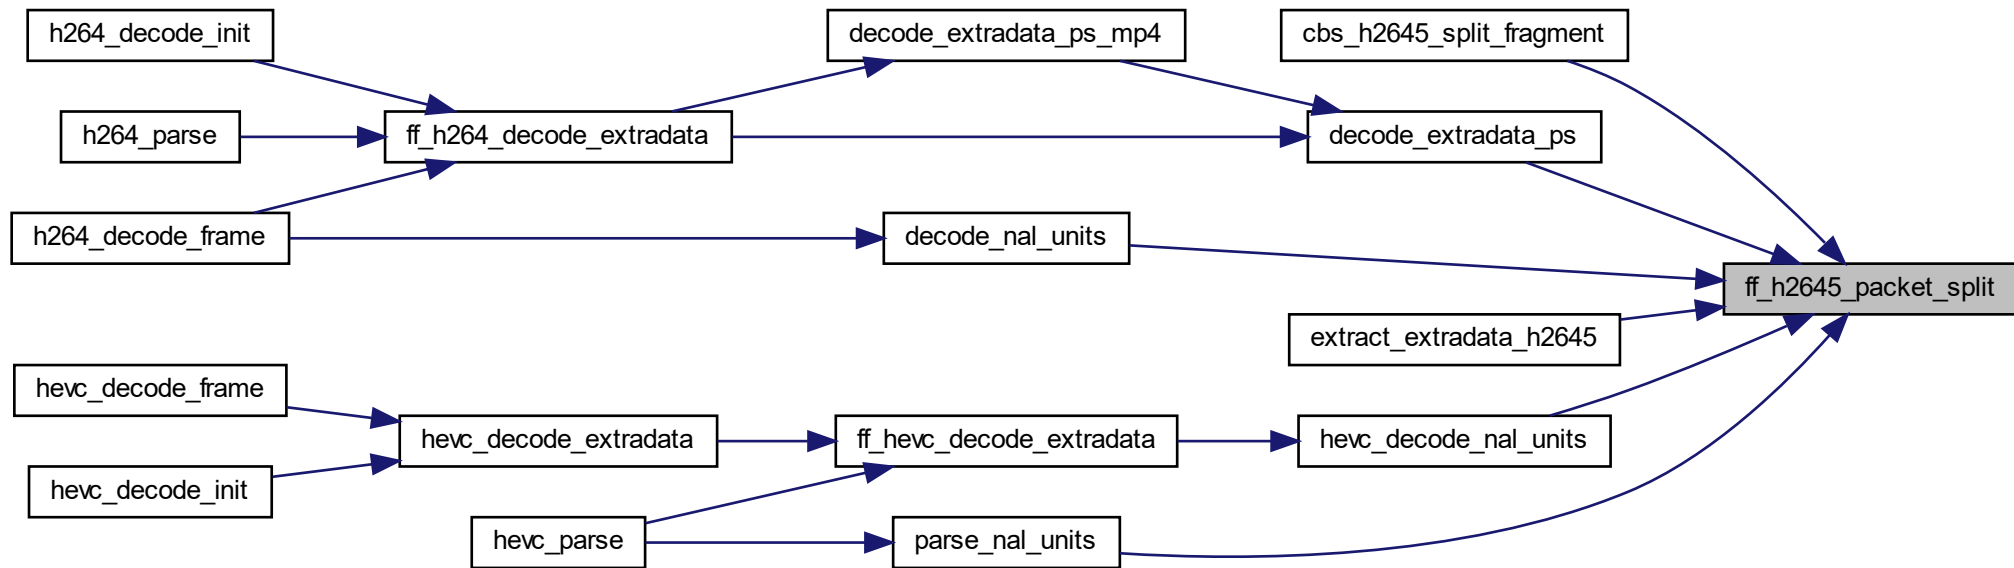 h264_decode_init
decode_extradata_ps_mp4
cbs_h2645_split_fragment
h264_parse
ff_h264_decode_extradata
decode_extradata_ps
h264_decode_frame
decode_nal_units
ff_h2645_packet_split
extract_extradata_h2645
hevc_decode_frame
hevc_decode_extradata
ff_hevc_decode_extradata
hevc_decode_nal_units
hevc_decode_init
hevc_parse
parse_nal_units